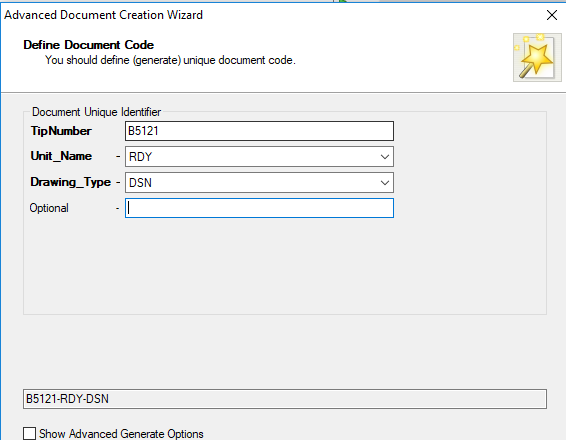 Advanced Document Creation Wizard
Define Document Code
You should define (generate) unique document code.
Document Unique Identifier
TipNumber B5121
Unit_Name - RDY
Drawing_Type - DSN
Optional -
B5121-RDY-DSN
Show Advanced Generate Options